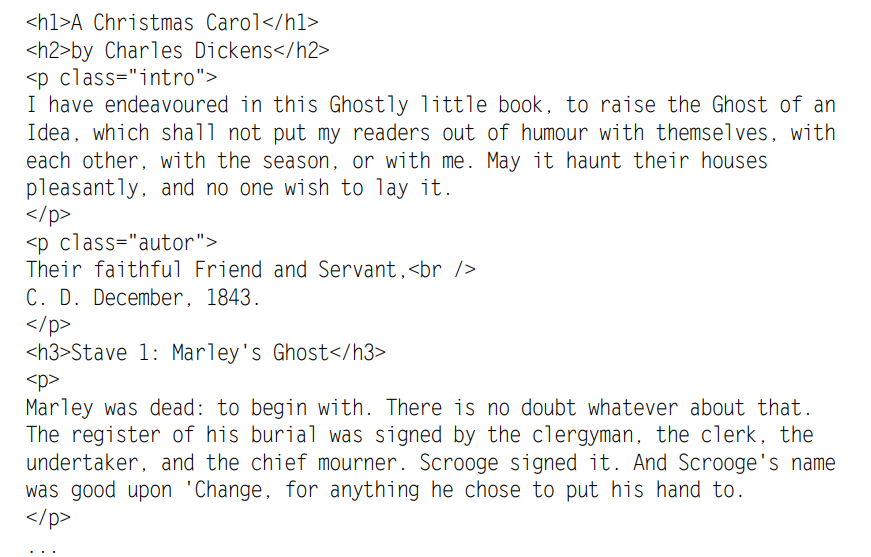 <h1>A Christmas Carol</h1>
<h2>by Charles Dickens</h2>
<p class="intro">
I have endeavoured in this Ghostly little book, to raise the Ghost of an
Idea, which shall not put my readers out of humour with themselves, with
each other, with the season, or with me. May it haunt their houses
pleasantly, and no one wish to lay it.
</p>
<p class="autor">
Their faithful Friend and Servant,<br />
C. D. December, 1843.
</p>
<h3>Stave 1: Marley's Ghost</h3>
<p>
Marley was dead: to begin with. There is no doubt whatever about that.
The register of his burial was signed by the clergyman, the clerk, the
undertaker, and the chief mourner. Scrooge signed it. And Scrooge's name
was good upon 'Change, for anything he chose to put his hand to.
</p>
...